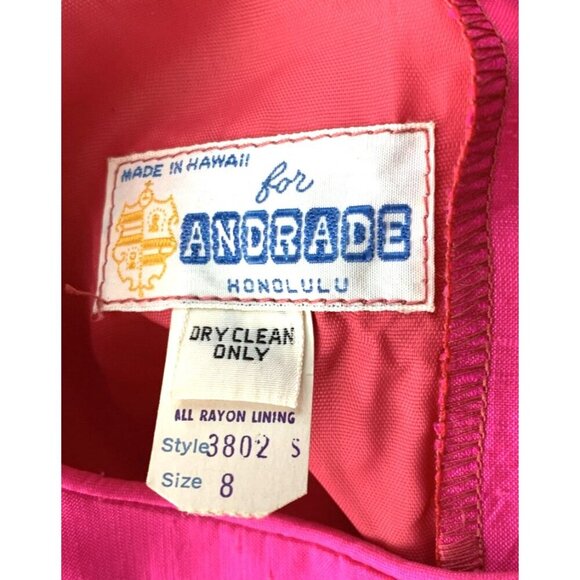 MADE IN HAWAII
for
ANDRADE
HONOLULU
DRY CLEAN
ONLY
ALL RAYON LINING
Style 3802 S
Size 8